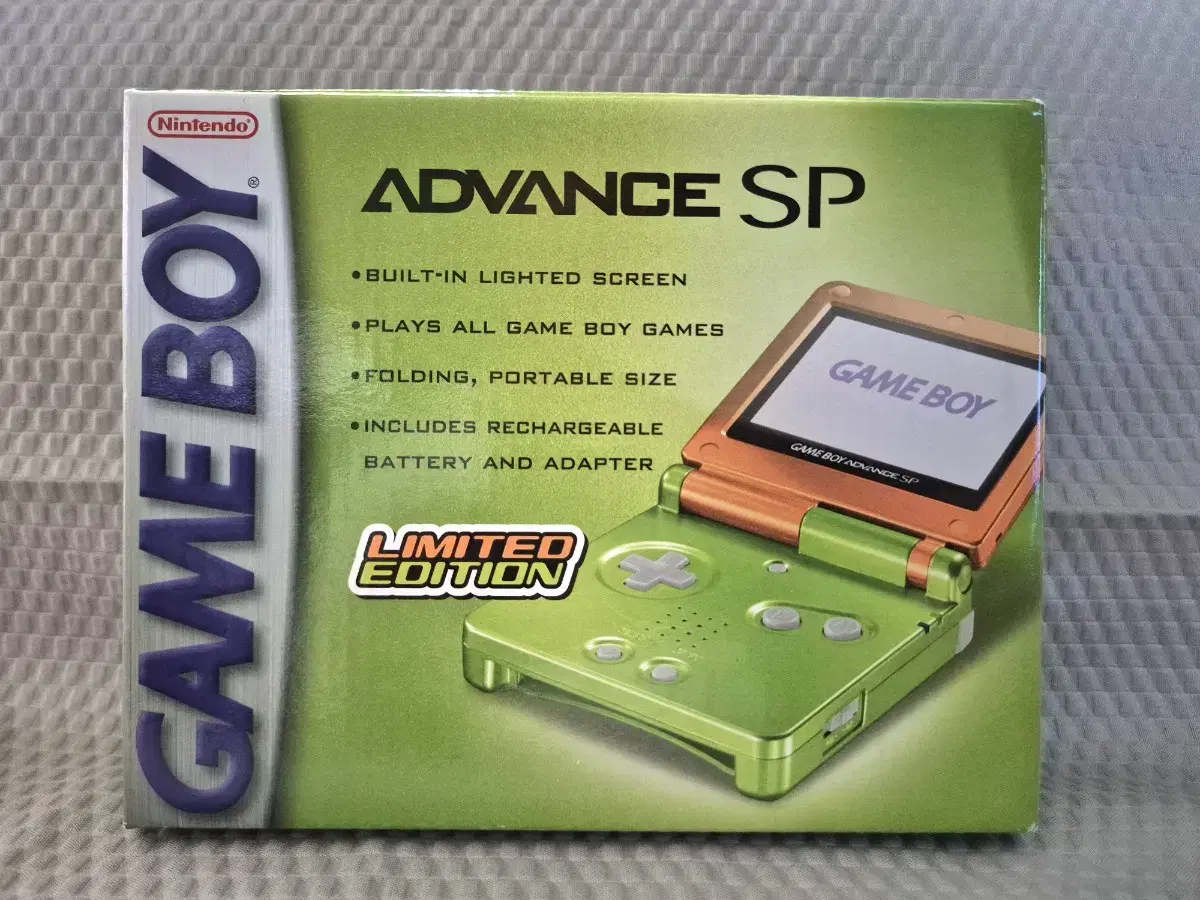 Nintendo®
GAME BOY®
ADVANCE SP
•BUILT-IN LIGHTED SCREEN
•PLAYS ALL GAME BOY GAMES
•FOLDING, PORTABLE SIZE
•INCLUDES RECHARGEABLE
BATTERY AND ADAPTER
LIMITED
EDITION
GAME BOY
GAME BOY ADVANCE SP